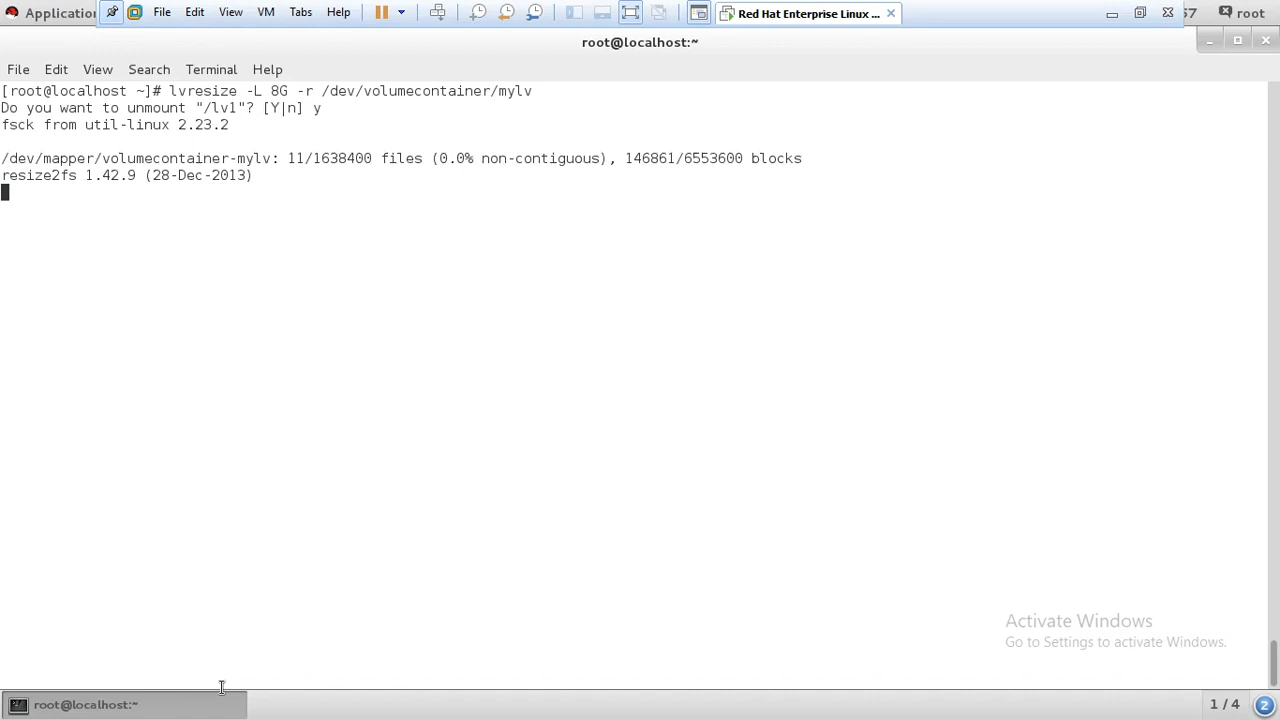 Application
File Edit View VM Tabs Help
Red Hat Enterprise Linux ...
57 root
root@localhost:~
File Edit View Search Terminal Help
[root@localhost ~]# lvresize -L 8G -r /dev/volumecontainer/mylv
Do you want to unmount "/lv1"? [Y|n] y
fsck from util-linux 2.23.2
/dev/mapper/volumecontainer-mylv: 11/1638400 files (0.0% non-contiguous), 146861/6553600 blocks
resize2fs 1.42.9 (28-Dec-2013)
Activate Windows
Go to Settings to activate Windows.
root@localhost:~
1 / 4 2